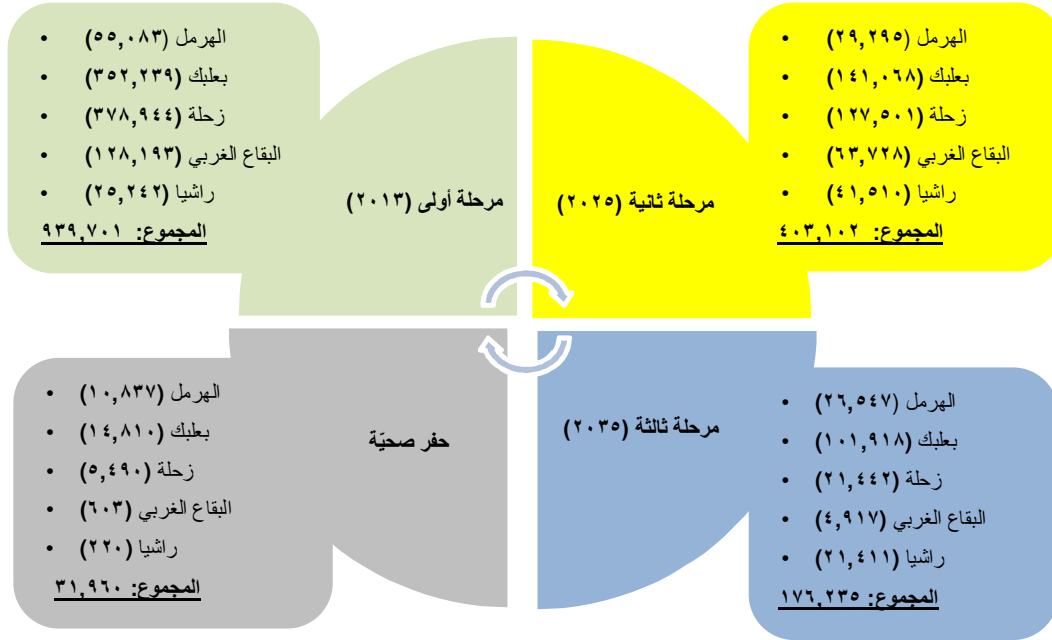 • الهرمل (٥٥,٠٨٣)
• بعلبك (٣٥٢,٢٣٩)
• زحلة (٣٧٨,٩٤٤)
• البقاع الغربي (١٢٨,١٩٣)
• راشيا (٢٥,٢٤٢)
المجموع: ٩٣٩,٧٠١
مرحلة أولى (٢٠١٣)
• الهرمل (٢٩,٢٩٥)
• بعلبك (١٤١,٠٦٨)
• زحلة (١٢٧,٥٠١)
• البقاع الغربي (٦٣,٧٢٨)
• راشيا (٤١,٥١٠)
المجموع: ٤٠٣,١٠٢
مرحلة ثانية (٢٠٢٥)
• الهرمل (١٠,٨٣٧)
• بعلبك (١٤,٨١٠)
• زحلة (٥,٤٩٠)
• البقاع الغربي (٦٠٣)
• راشيا (٢٢٠)
المجموع: ٣١,٩٦٠
حفر صحيّة
• الهرمل (٢٦,٥٤٧)
• بعلبك (١٠١,٩١٨)
• زحلة (٢١,٤٤٢)
• البقاع الغربي (٤,٩١٧)
• راشيا (٢١,٤١١)
المجموع: ١٧٦,٢٣٥
مرحلة ثالثة (٢٠٣٥)